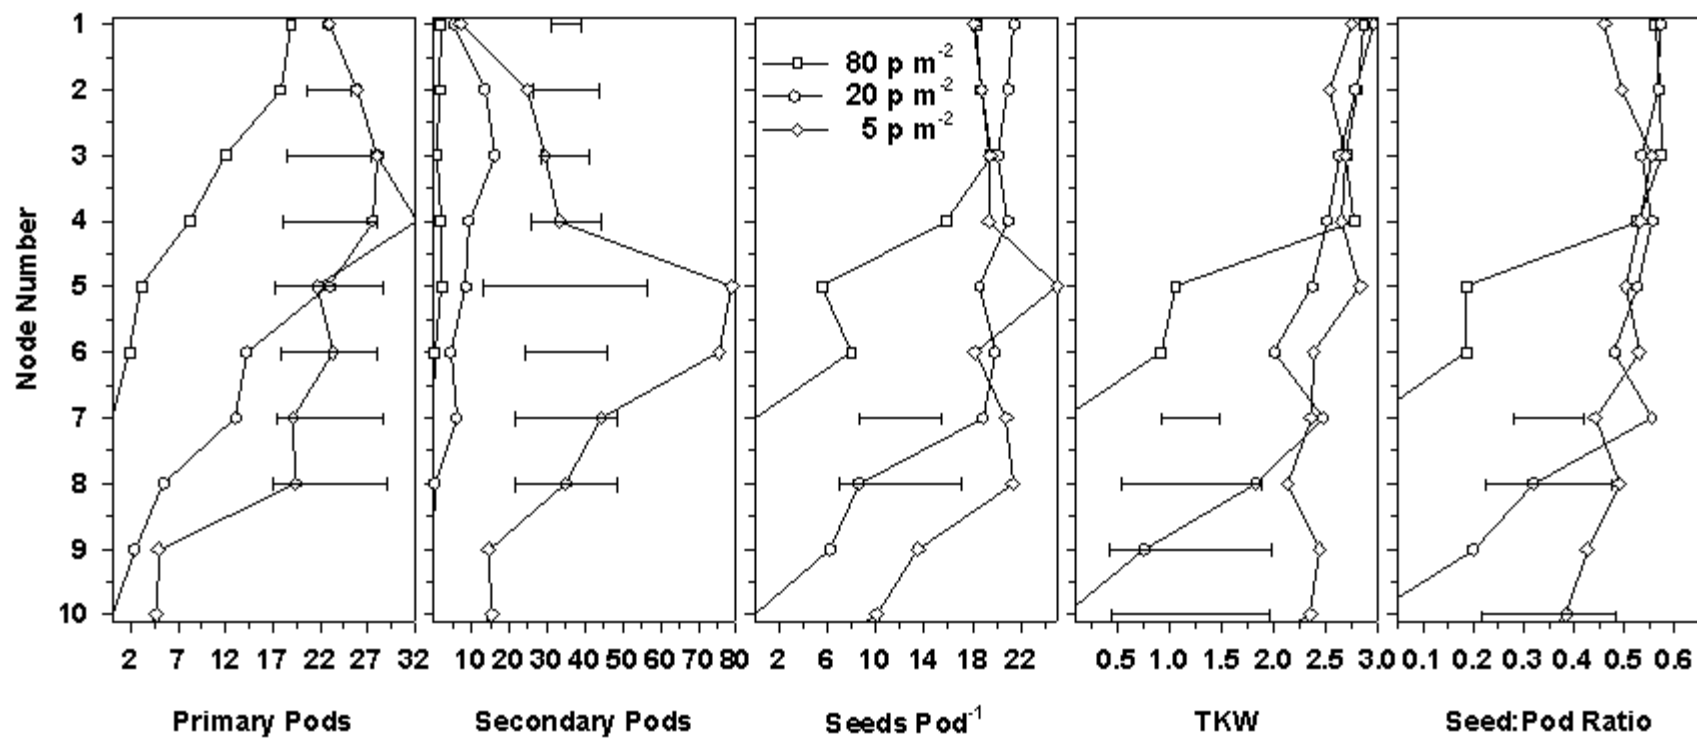 1
2
3
4
5
6
7
8
9
10
Node Number
80 p m-2
20 p m-2
5 p m-2
2 7 12 17 22 27 32
10 20 30 40 50 60 70 80
2 6 10 14 18 22
0.5 1.0 1.5 2.0 2.5 3.0
0.1 0.2 0.3 0.4 0.5 0.6
Primary Pods
Secondary Pods
Seeds Pod-1
TKW
Seed:Pod Ratio